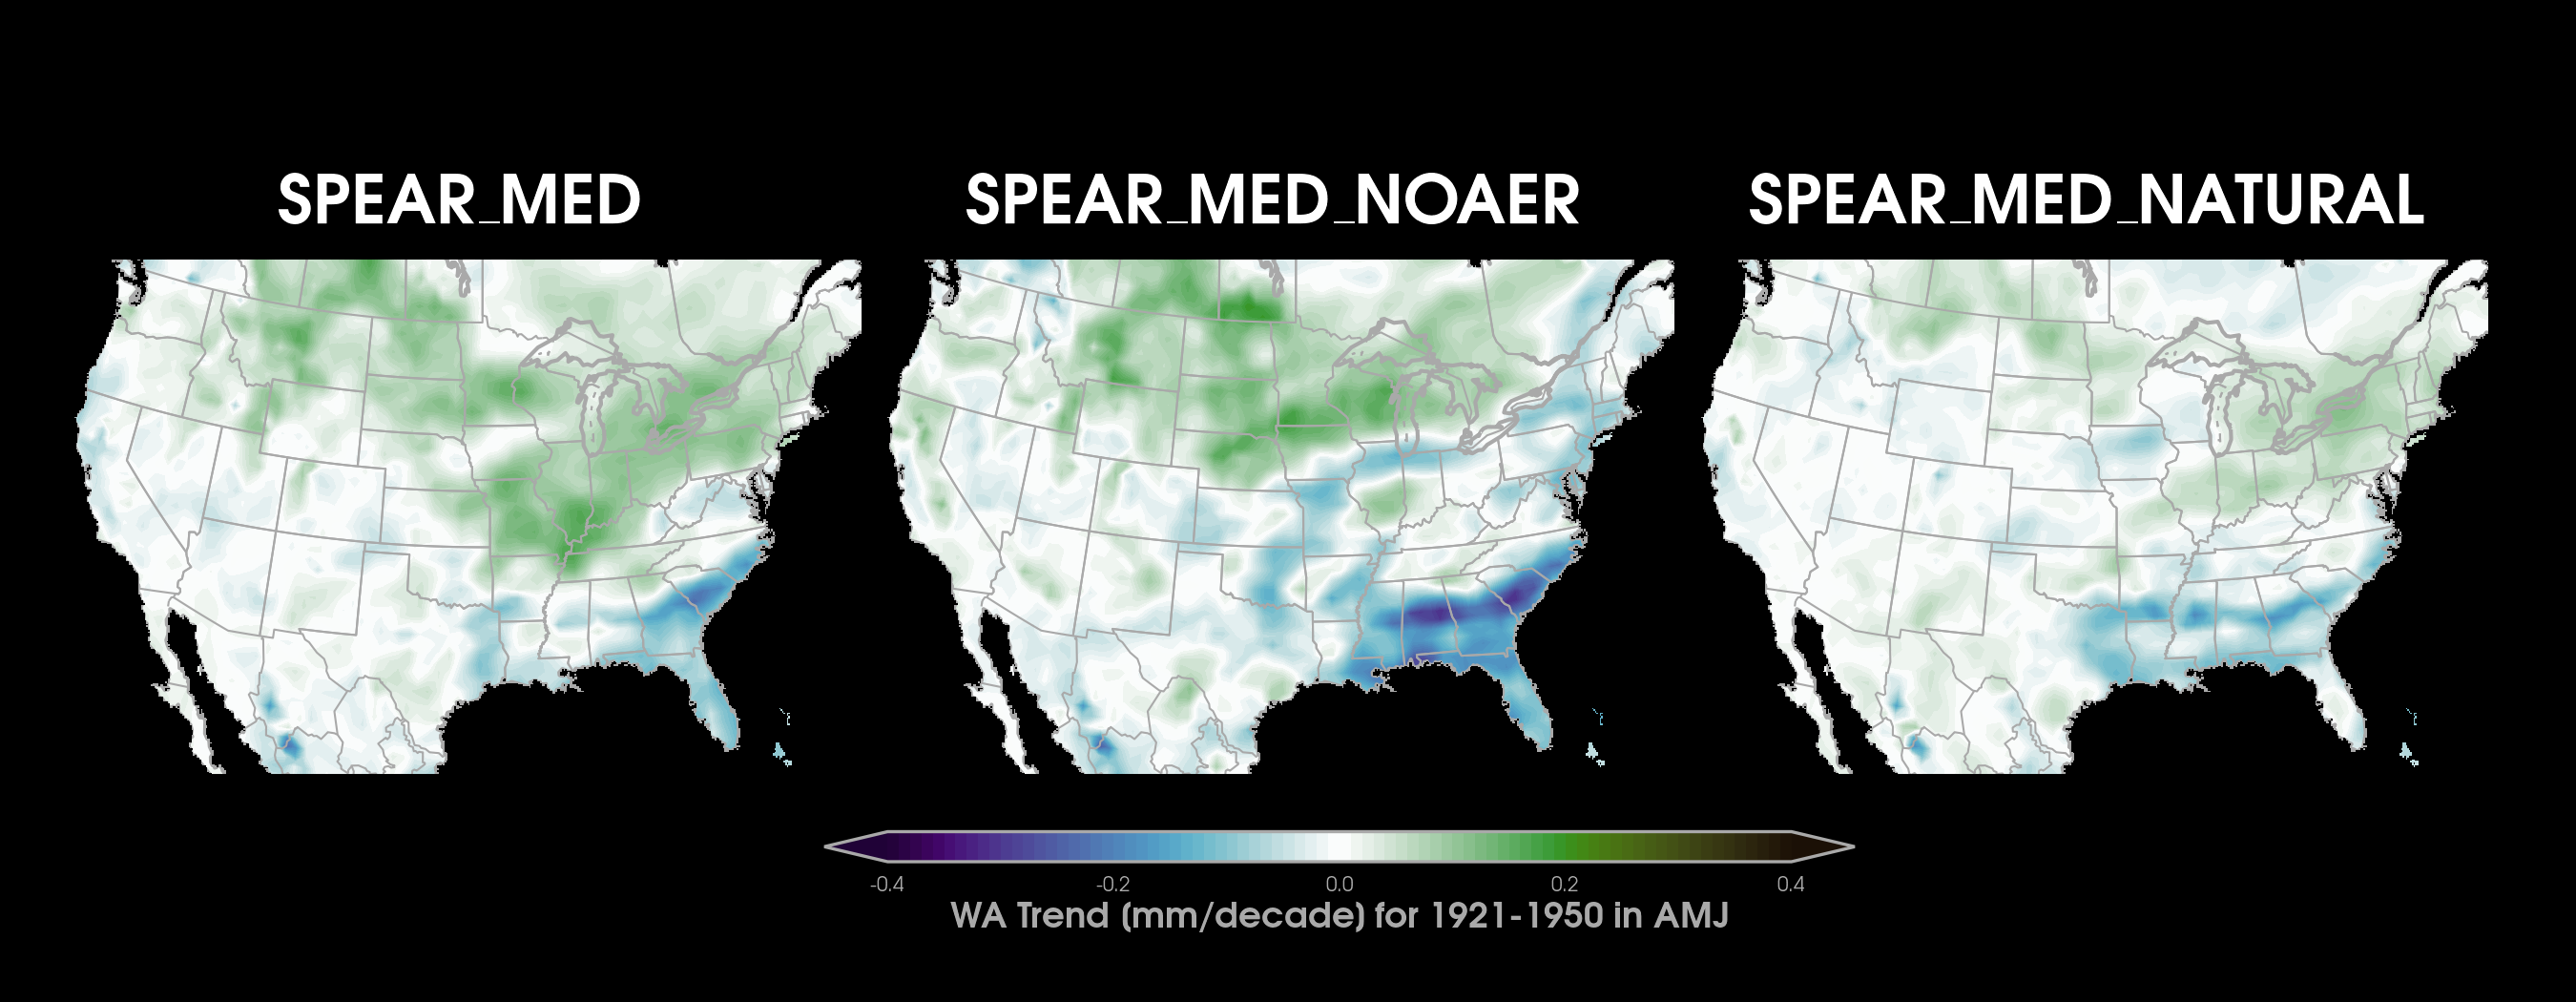 SPEAR_MED SPEAR_MED_NOAER SPEAR_MED_NATURAL
-0.4 -0.2 0.0 0.2 0.4
WA Trend (mm/decade) for 1921-1950 in AMJ